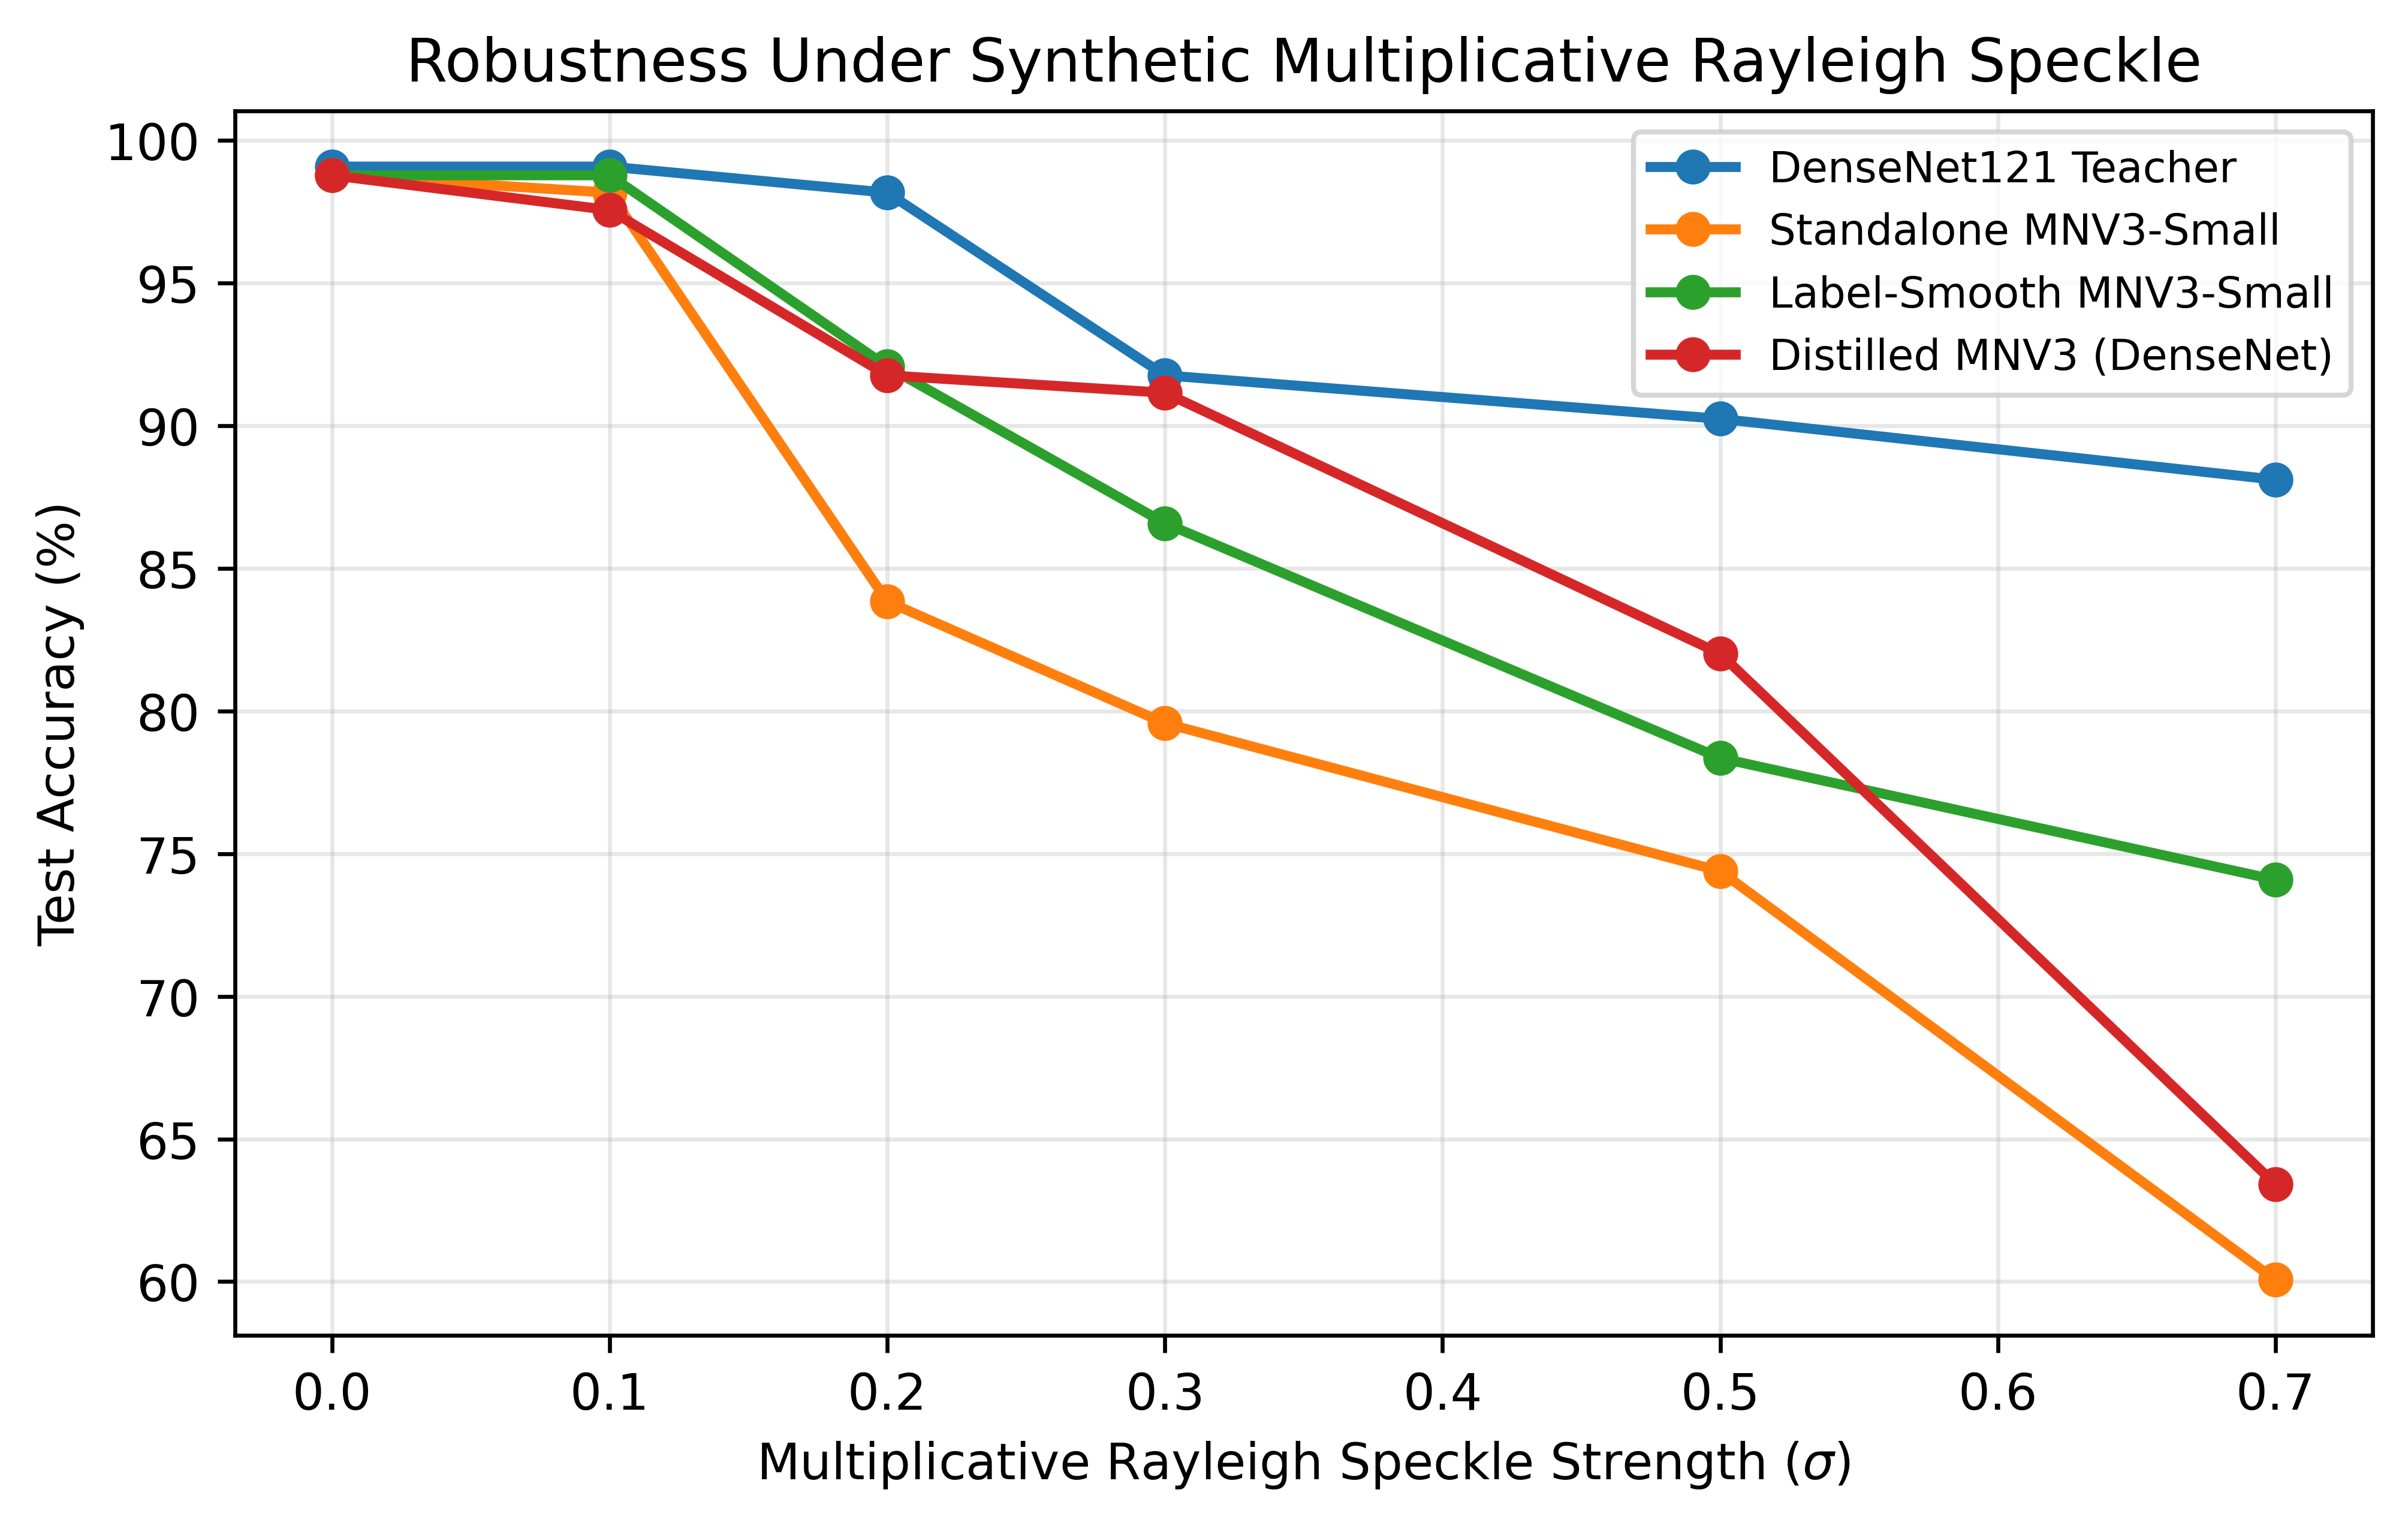 Robustness Under Synthetic Multiplicative Rayleigh Speckle
100
95
90
85
80
75
70
65
60
Test Accuracy (%)
DenseNet121 Teacher
Standalone MNV3-Small
Label-Smooth MNV3-Small
Distilled MNV3 (DenseNet)
0.0 0.1 0.2 0.3 0.4 0.5 0.6 0.7
Multiplicative Rayleigh Speckle Strength (σ)